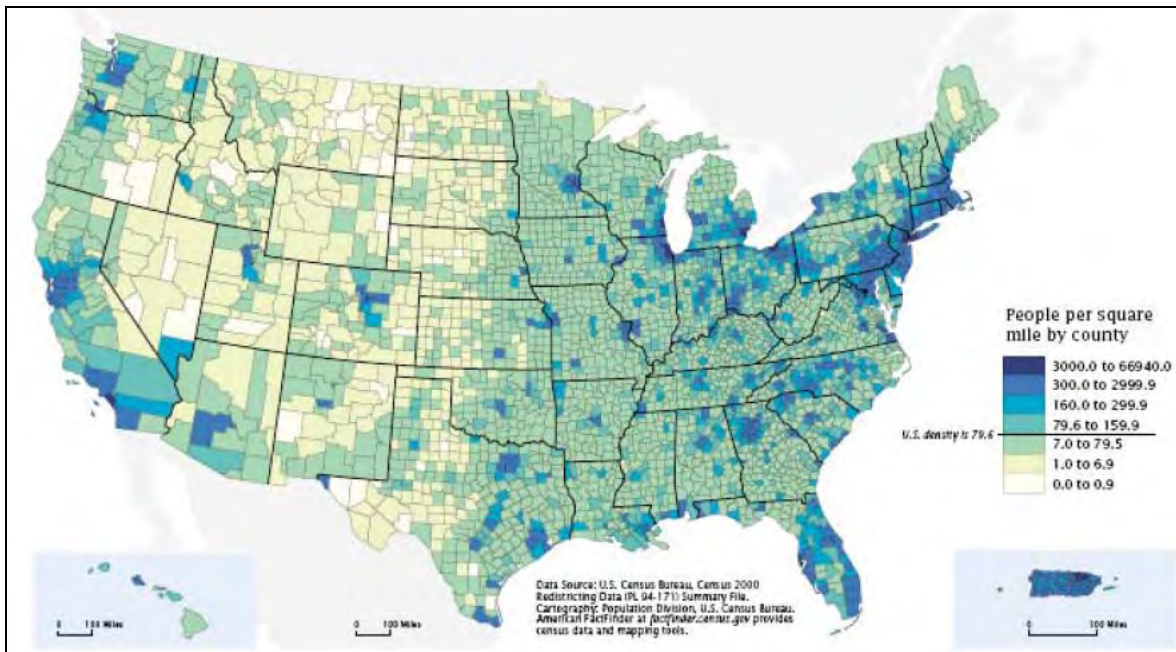 People per square
mile by county
3000.0 to 66940.0
300.0 to 2999.9
160.0 to 299.9
79.6 to 159.9
U.S. density is 79.6
7.0 to 79.5
1.0 to 6.9
0.0 to 0.9
Data Source: U.S. Census Bureau, Census 2000
Redistricting Data (PL 94-171) Summary File.
Cartography: Population Division, U.S. Census Bureau.
American FactFinder at factfinder.census.gov provides
census data and mapping tools.
0 100 Miles
0 100 Miles
0 100 Miles